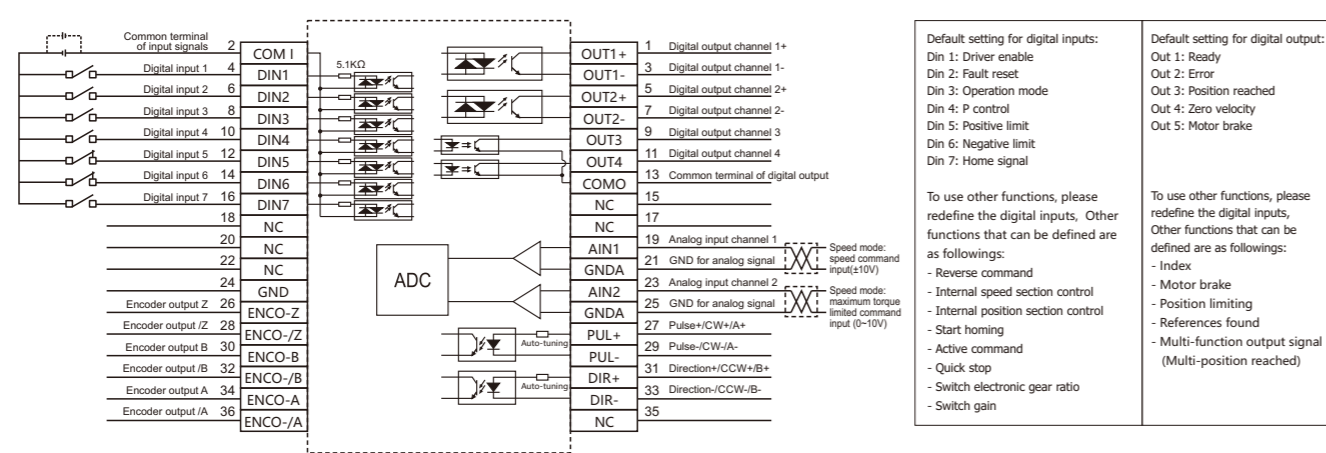 Common terminal
of input signals
2
COM I
Digital input 1
4
DIN1
Digital input 2
6
DIN2
Digital input 3
8
DIN3
Digital input 4
10
DIN4
Digital input 5
12
DIN5
Digital input 6
14
DIN6
Digital input 7
16
DIN7
18
NC
20
NC
22
NC
24
GND
Encoder output Z
26
ENCO-Z
Encoder output /Z
28
ENCO-/Z
Encoder output B
30
ENCO-B
Encoder output /B
32
ENCO-/B
Encoder output A
34
ENCO-A
Encoder output /A
36
ENCO-/A
5.1KΩ
ADC
Auto-tuning
Auto-tuning
OUT1+
1
Digital output channel 1+
OUT1-
3
Digital output channel 1-
OUT2+
5
Digital output channel 2+
OUT2-
7
Digital output channel 2-
OUT3
9
Digital output channel 3
OUT4
11
Digital output channel 4
COMO
13
Common terminal of digital output
NC
15
NC
17
AIN1
19
Analog input channel 1
GNDA
21
GND for analog signal
AIN2
23
Analog input channel 2
GNDA
25
GND for analog signal
PUL+
27
Pulse+/CW+/A+
PUL-
29
Pulse-/CW-/A-
DIR+
31
Direction+/CCW+/B+
DIR-
33
Direction-/CCW-/B-
NC
35
Speed mode:
speed command
input(±10V)
Speed mode:
maximum torque
limited command
input (0~10V)
Default setting for digital inputs:
Din 1: Driver enable
Din 2: Fault reset
Din 3: Operation mode
Din 4: P control
Din 5: Positive limit
Din 6: Negative limit
Din 7: Home signal
To use other functions, please
redefine the digital inputs, Other
functions that can be defined are
as followings:
- Reverse command
- Internal speed section control
- Internal position section control
- Start homing
- Active command
- Quick stop
- Switch electronic gear ratio
- Switch gain
Default setting for digital output:
Out 1: Ready
Out 2: Error
Out 3: Position reached
Out 4: Zero velocity
Out 5: Motor brake
To use other functions, please
redefine the digital inputs,
Other functions that can be
defined are as followings:
- Index
- Motor brake
- Position limiting
- References found
- Multi-function output signal
(Multi-position reached)